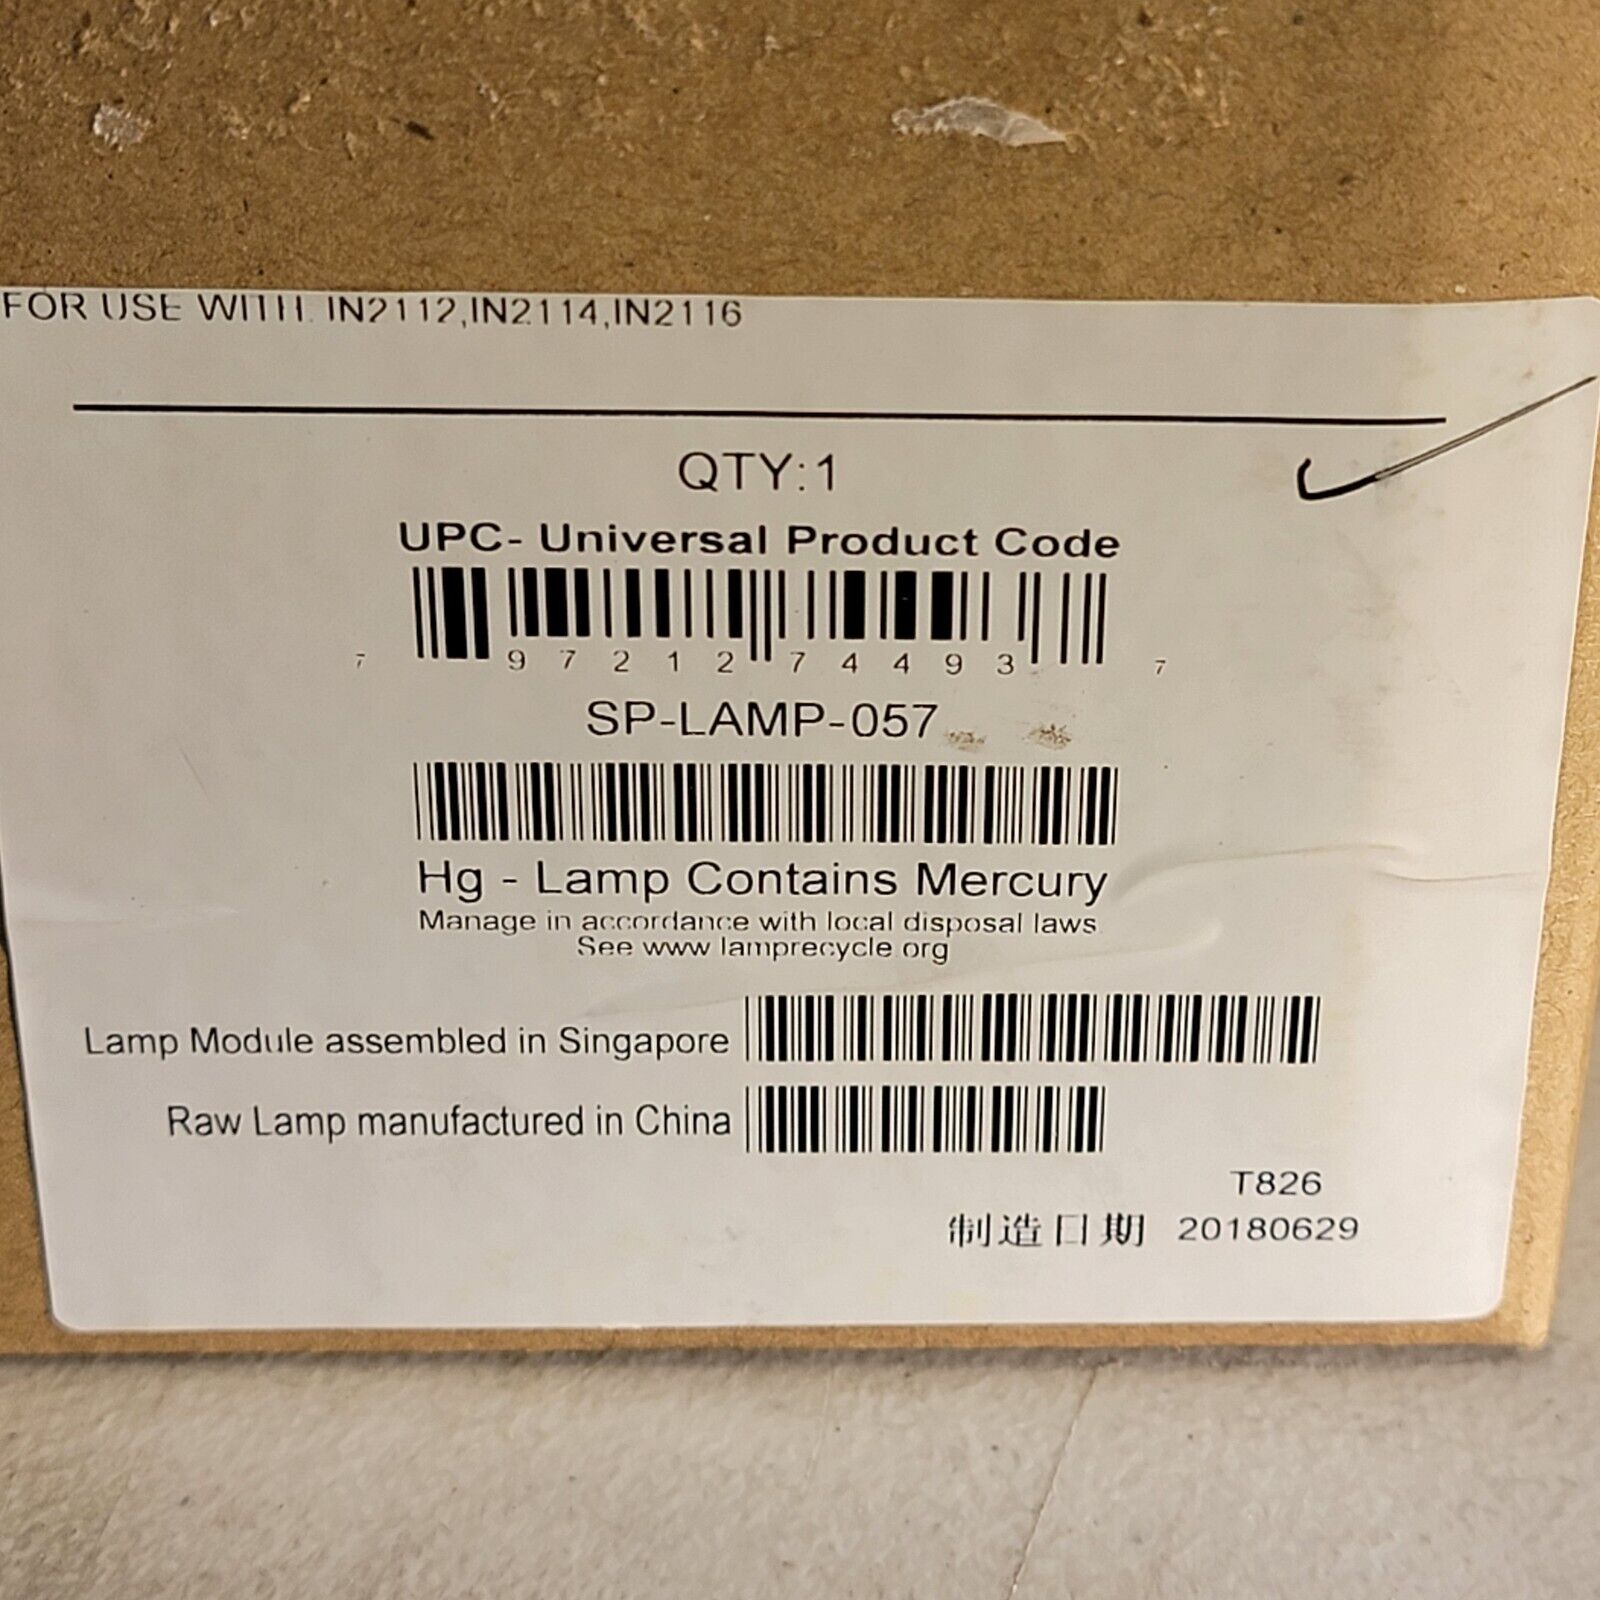 FOR USE WITH: IN2112,IN2114,IN2116
QTY:1
UPC- Universal Product Code
7 97212 74493 7
SP-LAMP-057
Hg - Lamp Contains Mercury
Manage in accordance with local disposal laws.
See www.lamprecycle.org
Lamp Module assembled in Singapore
Raw Lamp manufactured in China
T826
制造日期 20180629